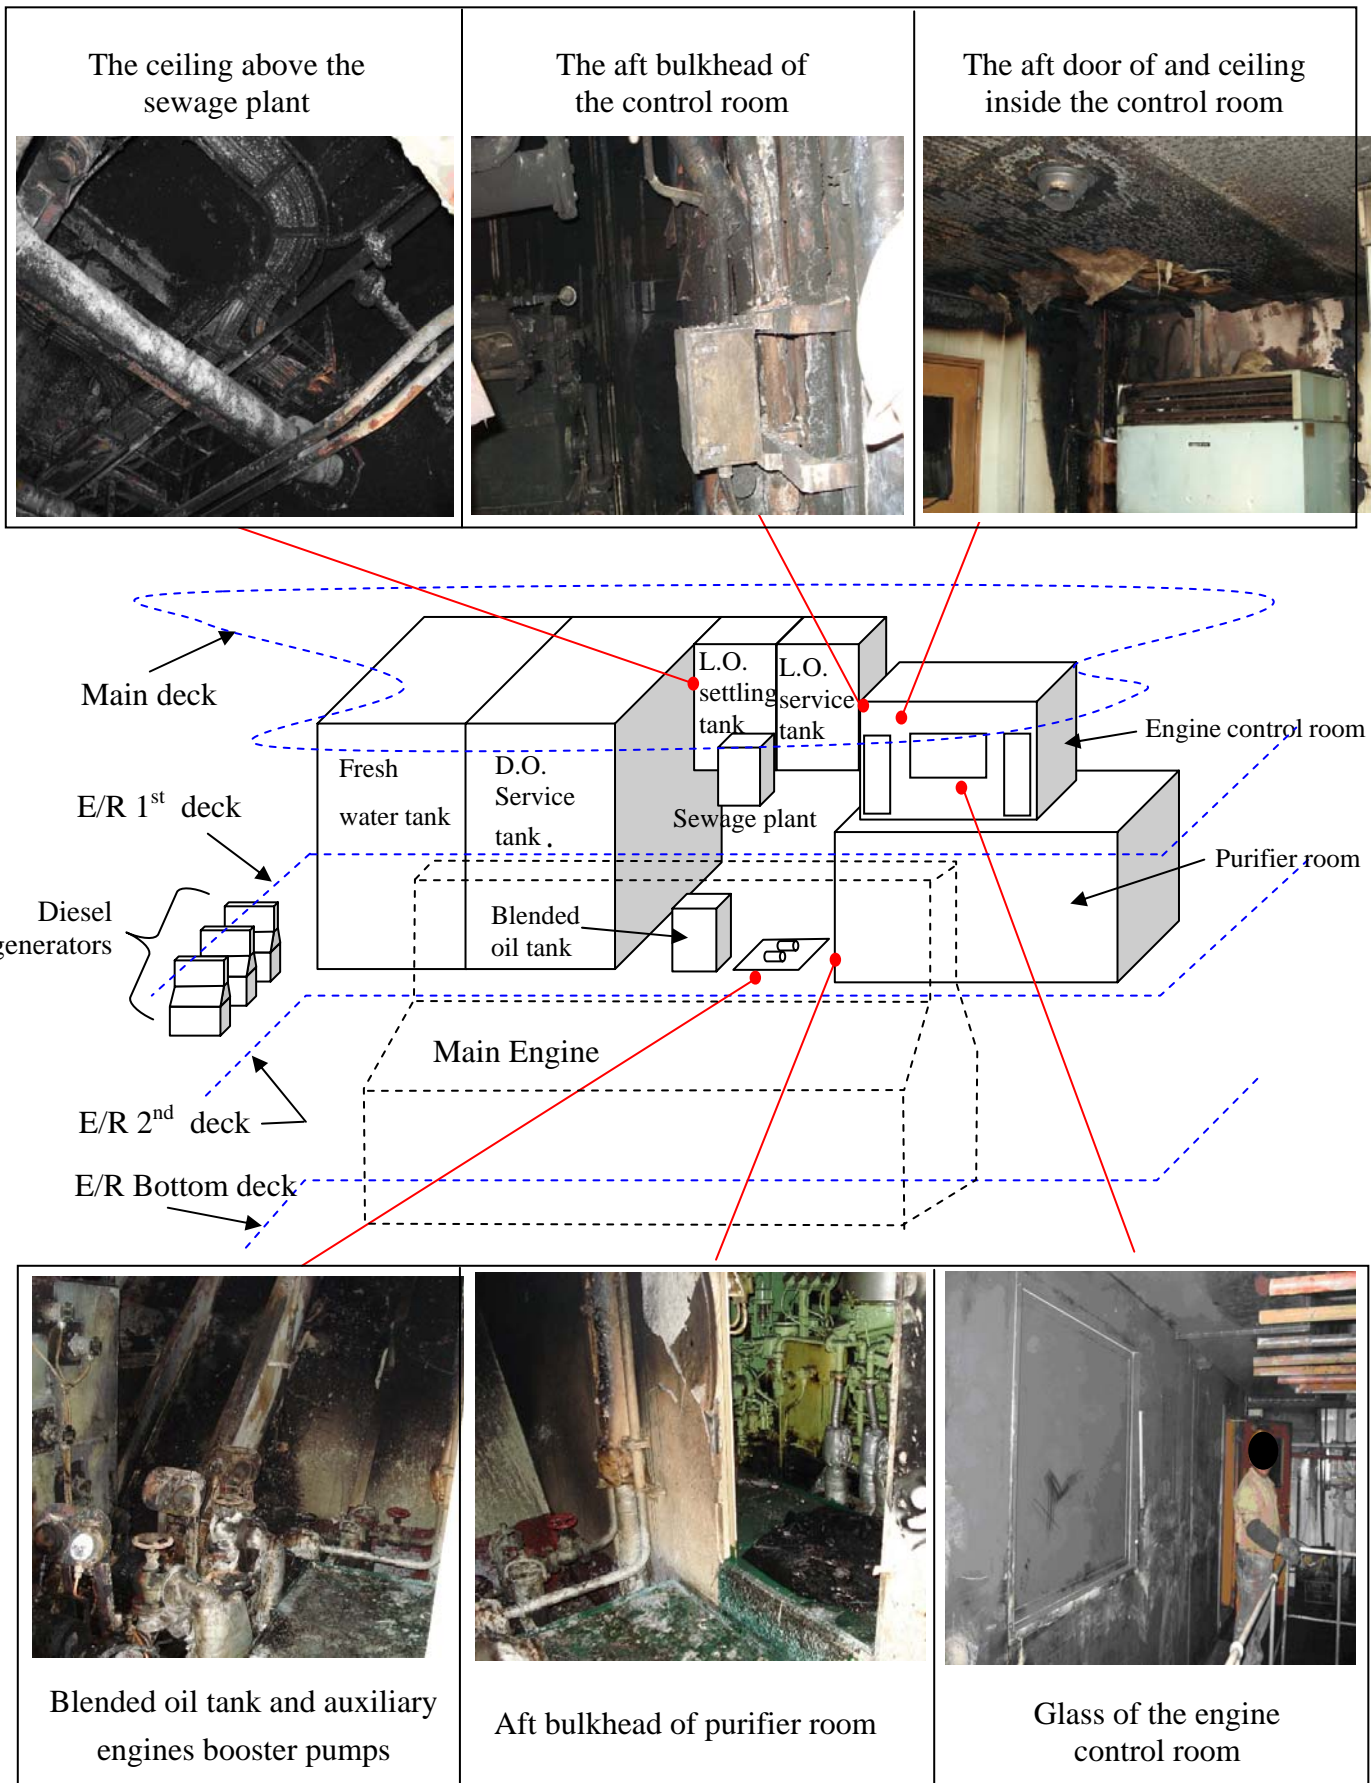 The ceiling above the
sewage plant
The aft bulkhead of
the control room
The aft door of and ceiling
inside the control room
Main deck
L.O.
settling
tank
L.O.
service
tank
Engine control room
Fresh
water tank
D.O.
Service
tank.
Sewage plant
E/R 1st deck
Purifier room
Diesel
generators
Blended
oil tank
Main Engine
E/R 2nd deck
E/R Bottom deck
Blended oil tank and auxiliary
engines booster pumps
Aft bulkhead of purifier room
Glass of the engine
control room